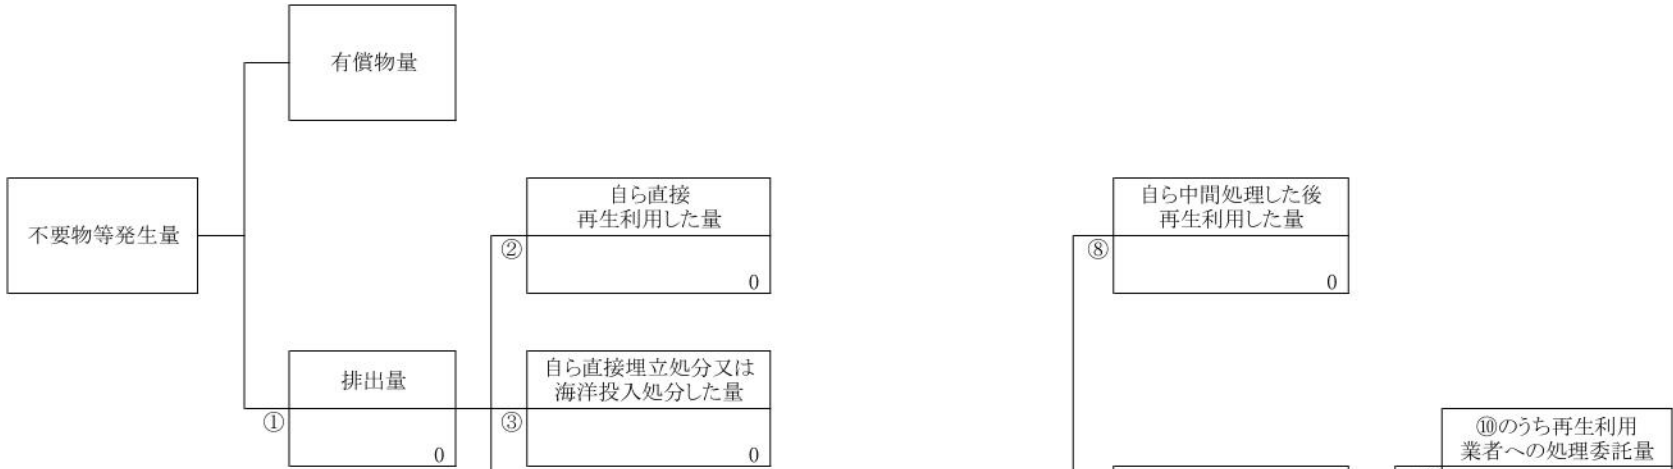 有償物量
不要物等発生量
自ら直接
再生利用した量
②
0
自ら中間処理した後
再生利用した量
⑧
0
排出量
①
0
自ら直接埋立処分又は
海洋投入処分した量
③
0
⑩のうち再生利用
業者への処理委託量